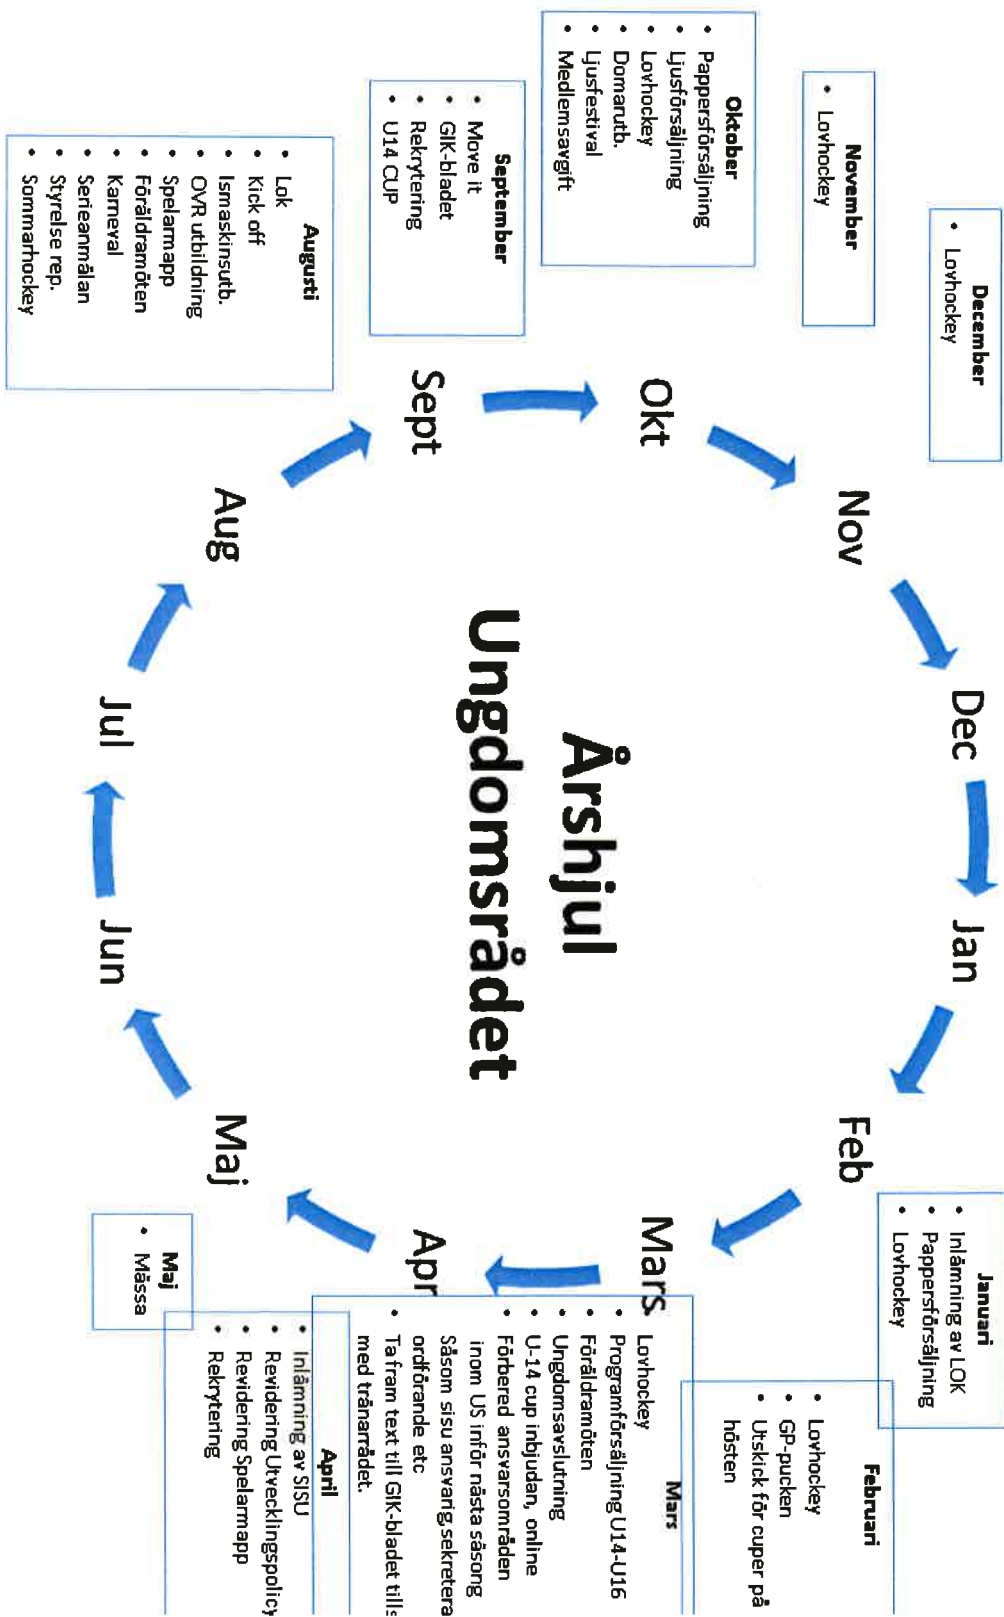 Årshjul
Ungdomsrådet
Jan
Feb
Mars
Apr
Maj
Jun
Jul
Aug
Sept
Okt
Nov
Dec
Januari
• Inlämning av LOK
• Pappersförsäljning
• Lovhockey
Februari
• Lovhockey
• GP-pucken
• Utskick för cuper på
hösten
Mars
Lovhockey
• Programförsäljning U14-U16
• Föräldramöten
• Ungdomsavslutning
• U-14 cup inbjudan, online
• Förbered ansvarsområden
inom US inför nästa säsong
Såsom sisu ansvarig,sekretera
ordförande etc
• Ta fram text till GIK-bladet tills
med tränarrådet.
April
• Inlämning av SISU
• Revidering Utvecklingspolicy
• Revidering Spelarmapp
• Rekrytering
Maj
• Mässa
Augusti
• Lok
• Kick off
• Ismaskinsutb.
• OVR utbildning
• Spelarmapp
• Föräldramöten
• Karneval
• Serieanmälan
• Styrelse rep.
• Sommarhockey
September
• Move it
• GIK-bladet
• Rekrytering
• U14 CUP
Oktober
• Pappersförsäljning
• Ljusförsäljning
• Lovhockey
• Domarutb.
• Ljusfestival
• Medlemsavgift
November
• Lovhockey
December
• Lovhockey